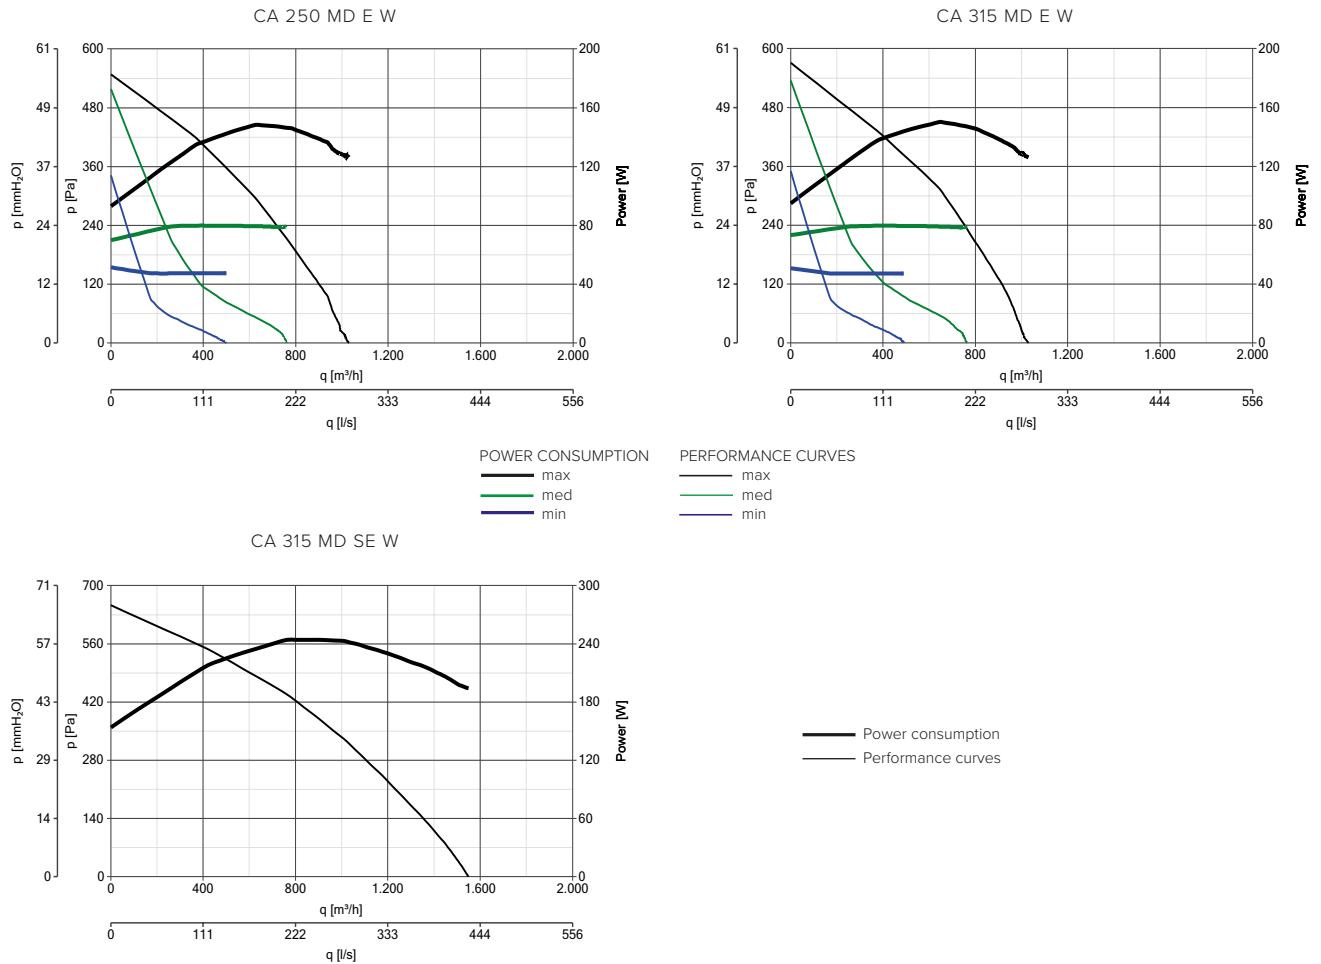 CA 250 MD E W
61
49
37
24
12
0
p [mmH₂O]
600
480
360
240
120
0
p [Pa]
200
160
120
80
40
0
Power [W]
0 400 800 1.200 1.600 2.000
q [m³/h]
0 111 222 333 444 556
q [l/s]
CA 315 MD E W
61
49
37
24
12
0
p [mmH₂O]
600
480
360
240
120
0
p [Pa]
200
160
120
80
40
0
Power [W]
0 400 800 1.200 1.600 2.000
q [m³/h]
0 111 222 333 444 556
q [l/s]
POWER CONSUMPTION PERFORMANCE CURVES
max max
med med
min min
CA 315 MD SE W
71
57
43
29
14
0
p [mmH₂O]
700
560
420
280
140
0
p [Pa]
300
240
180
120
60
0
Power [W]
0 400 800 1.200 1.600 2.000
q [m³/h]
0 111 222 333 444 556
q [l/s]
Power consumption
Performance curves